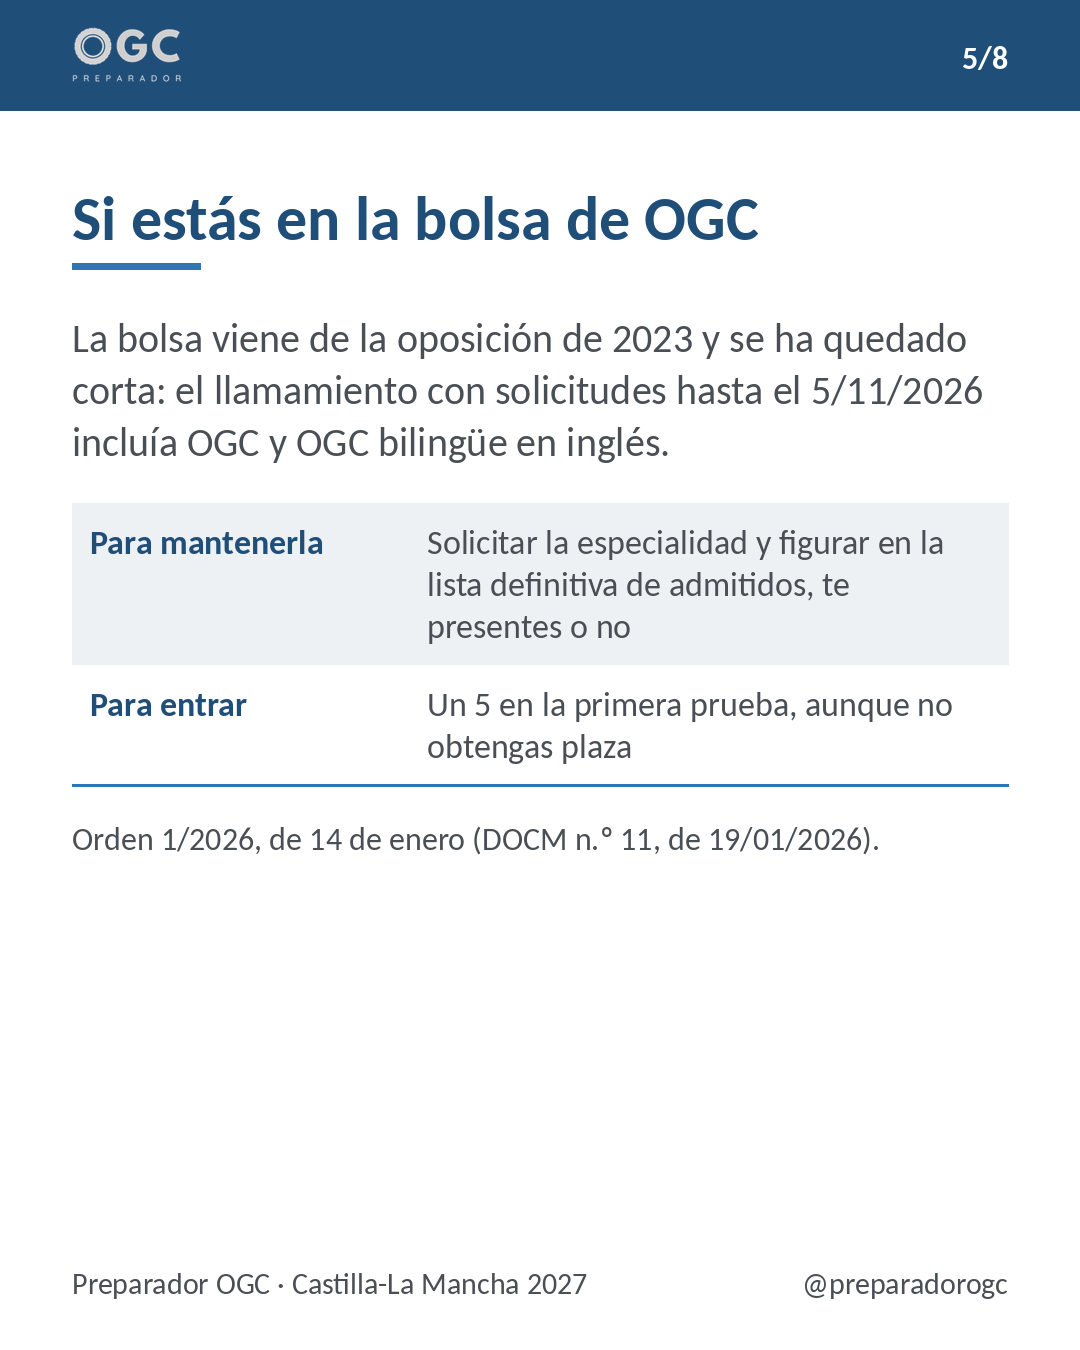 OGC
PREPARADOR
5/8
Si estás en la bolsa de OGC
La bolsa viene de la oposición de 2023 y se ha quedado
corta: el llamamiento con solicitudes hasta el 5/11/2026
incluía OGC y OGC bilingüe en inglés.
Para mantenerla
Solicitar la especialidad y figurar en la
lista definitiva de admitidos, te
presentes o no
Para entrar
Un 5 en la primera prueba, aunque no
obtengas plaza
Orden 1/2026, de 14 de enero (DOCM n.º 11, de 19/01/2026).
Preparador OGC · Castilla-La Mancha 2027
@preparadorogc